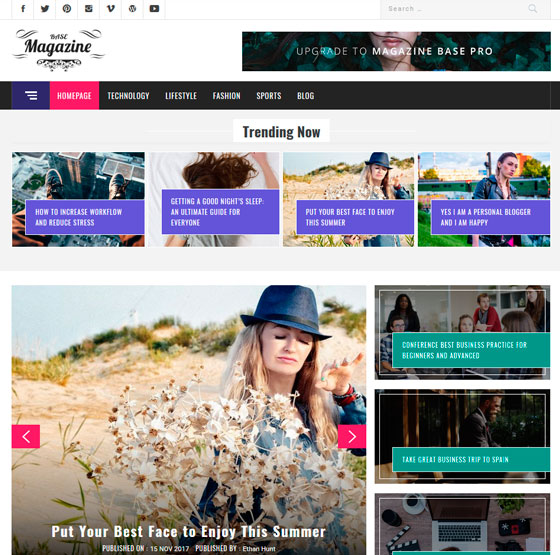 Search ...
BASE
Magazine
UPGRADE TO MAGAZINE BASE PRO
HOMEPAGE
TECHNOLOGY
LIFESTYLE
FASHION
SPORTS
BLOG
Trending Now
HOW TO INCREASE WORKFLOW
AND REDUCE STRESS
GETTING A GOOD NIGHT'S SLEEP:
AN ULTIMATE GUIDE FOR
EVERYONE
PUT YOUR BEST FACE TO ENJOY
THIS SUMMER
YES I AM A PERSONAL BLOGGER
AND I AM HAPPY
Put Your Best Face to Enjoy This Summer
PUBLISHED ON : 15 NOV 2017 PUBLISHED BY : Ethan Hunt
CONFERENCE BEST BUSINESS PRACTICE FOR
BEGINNERS AND ADVANCED
TAKE GREAT BUSINESS TRIP TO SPAIN